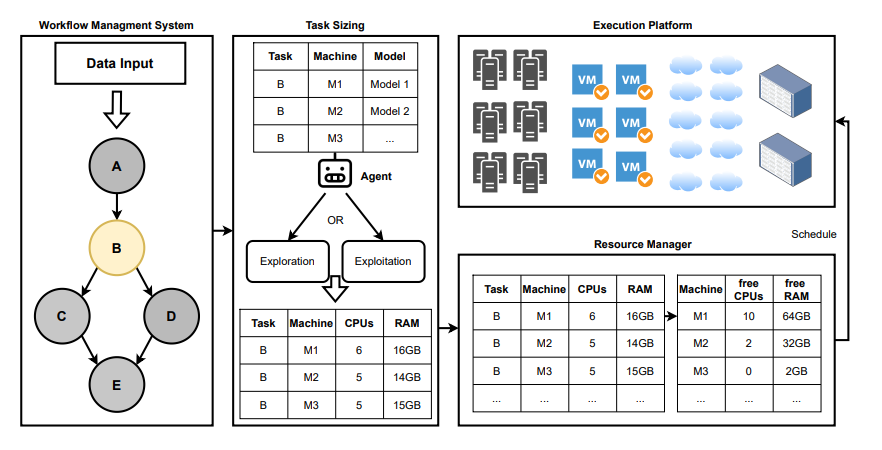 Workflow Managment System
Data Input
A
B
C
D
E
Task Sizing
Task Machine Model
B M1 Model 1
B M2 Model 2
B M3 ...
Agent
OR
Exploration
Exploitation
Task Machine CPUs RAM
B M1 6 16GB
B M2 5 14GB
B M3 5 15GB
Execution Platform
VM VM
VM VM
VM VM
Schedule
Resource Manager
Task Machine CPUs RAM
B M1 6 16GB
B M2 5 14GB
B M3 5 15GB
... ... ... ...
Machine free CPUs free RAM
M1 10 64GB
M2 2 32GB
M3 0 2GB
... ... ...